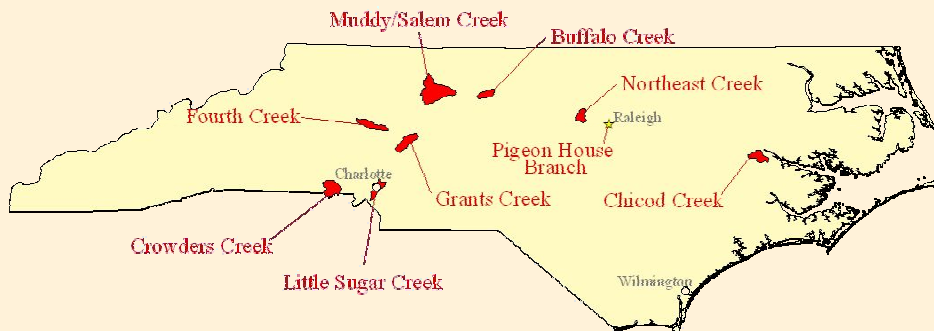 Muddy/Salem Creek
Buffalo Creek
Northeast Creek
Fourth Creek
Raleigh
Pigeon House
Branch
Charlotte
Grants Creek
Chicod Creek
Crowders Creek
Little Sugar Creek
Wilmington